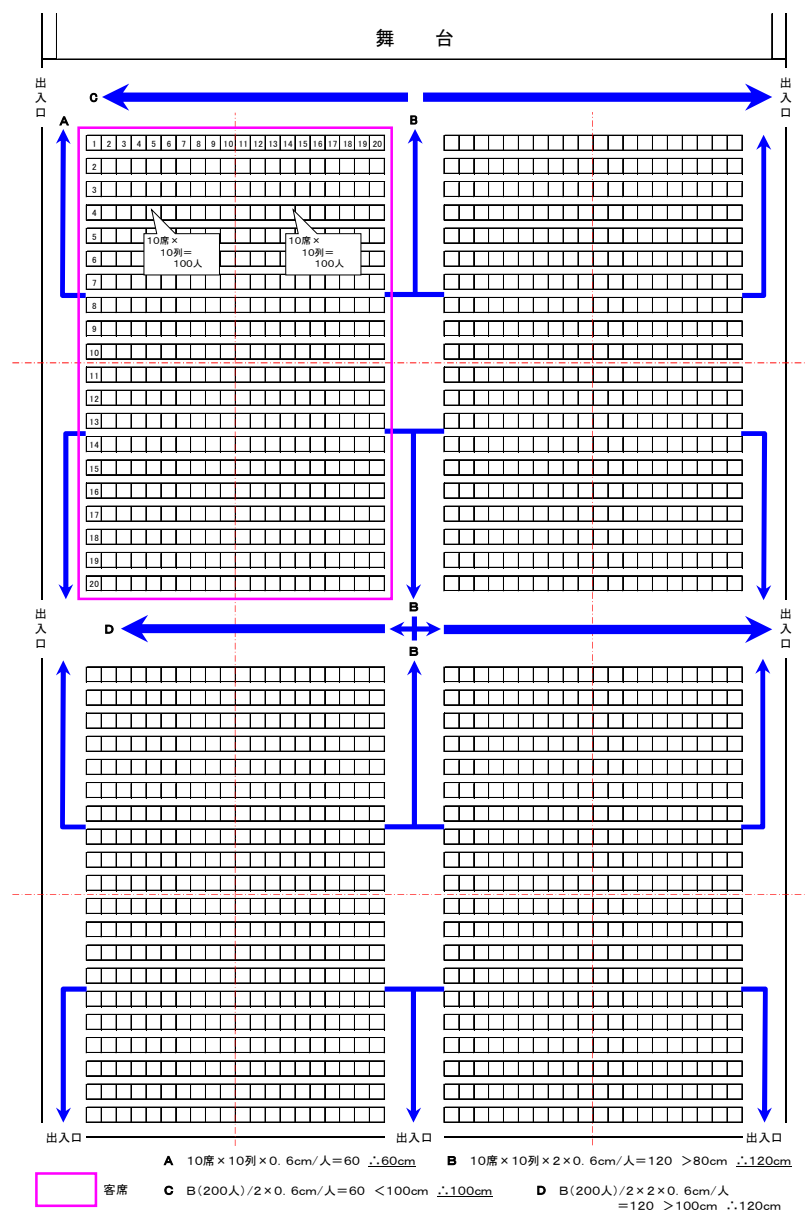 舞　台
出入口
出入口
C
A
B
1 2 3 4 5 6 7 8 9 10 11 12 13 14 15 16 17 18 19 20
2
3
4
5
10席×
10列＝
100人
10席×
10列＝
100人
6
7
8
9
10
11
12
13
14
15
16
17
18
19
20
B
出入口
出入口
D
B
出入口
出入口
出入口
A 10席×10列×0.6cm/人＝60 ∴60cm
B 10席×10列×2×0.6cm/人＝120 ＞80cm ∴120cm
客席
C B(200人)/2×0.6cm/人＝60 ＜100cm ∴100cm
D B(200人)/2×2×0.6cm/人
＝120 ＞100cm ∴120cm